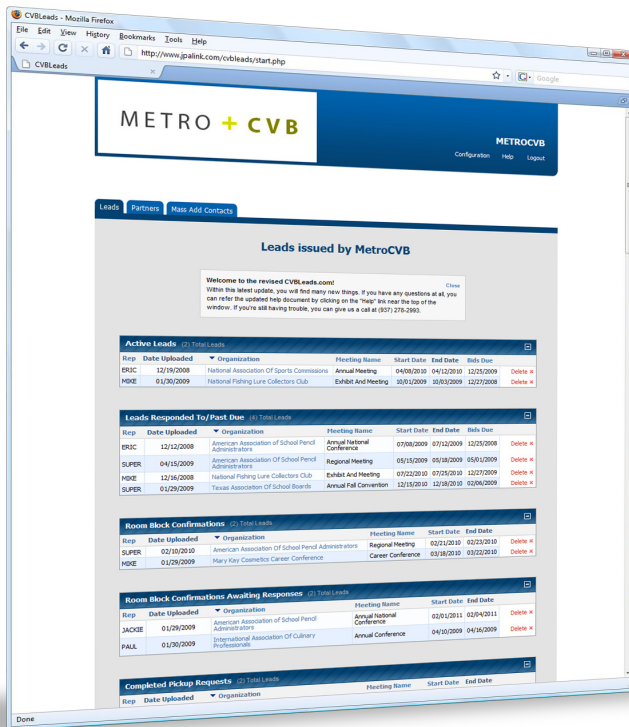 CVBLeads - Mozilla Firefox
File Edit View History Bookmarks Tools Help
http://www.jpalink.com/cvbleads/start.php
Google
CVBLeads
METRO + CVB
METROCVB
Configuration Help Logout
Leads Partners Mass Add Contacts
Leads issued by MetroCVB
Welcome to the revised CVBLeads.com! Close
Within this latest update, you will find many new things. If you have any questions at all, you
can refer the updated help document by clicking on the "Help" link near the top of the
window. If you're still having trouble, you can give us a call at (937) 278-2993.
Active Leads (2) Total Leads
Rep Date Uploaded Organization Meeting Name Start Date End Date Bids Due
ERIC 12/19/2008 National Association Of Sports Commissions Annual Meeting 04/08/2010 04/12/2010 12/25/2009 Delete
MIKE 01/30/2009 National Fishing Lure Collectors Club Exhibit And Meeting 10/01/2009 10/03/2009 12/27/2008 Delete
Leads Responded To/Past Due (4) Total Leads
Rep Date Uploaded Organization Meeting Name Start Date End Date Bids Due
ERIC 12/12/2008 American Association of School Pencil Administrators Annual National Conference 07/08/2009 07/12/2009 12/25/2008 Delete
SUPER 04/15/2009 American Association Of School Pencil Administrators Regional Meeting 05/15/2009 05/18/2009 05/01/2009 Delete
MIKE 12/16/2008 National Fishing Lure Collectors Club Exhibit And Meeting 07/22/2010 07/25/2010 12/27/2009 Delete
SUPER 01/29/2009 Texas Association Of School Boards Annual Fall Convention 12/15/2010 12/18/2010 02/06/2009 Delete
Room Block Confirmations (2) Total Leads
Rep Date Uploaded Organization Meeting Name Start Date End Date
SUPER 02/10/2010 American Association Of School Pencil Administrators Regional Meeting 02/21/2010 02/23/2010 Delete
MIKE 01/29/2009 Mary Kay Cosmetics Career Conference Career Conference 03/18/2010 03/22/2010 Delete
Room Block Confirmations Awaiting Responses (2) Total Leads
Rep Date Uploaded Organization Meeting Name Start Date End Date
JACKIE 01/29/2009 American Association of School Pencil Administrators Annual National Conference 02/01/2011 02/04/2011 Delete
PAUL 01/30/2009 International Association Of Culinary Professionals Annual Conference 04/10/2009 04/16/2009 Delete
Completed Pickup Requests (2) Total Leads
Rep Date Uploaded Organization Meeting Name Start Date End Date
Done